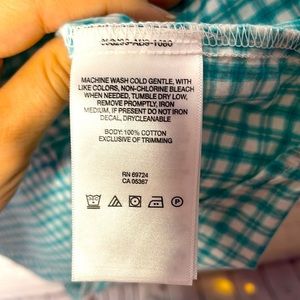 MACHINE WASH COLD GENTLE, WITH
LIKE COLORS, NON-CHLORINE BLEACH
WHEN NEEDED, TUMBLE DRY LOW,
REMOVE PROMPTLY, IRON
MEDIUM. IF PRESENT DO NOT IRON
DECAL, DRYCLEANABLE
BODY: 100% COTTON
EXCLUSIVE OF TRIMMING
RN 69724
CA 05367
P